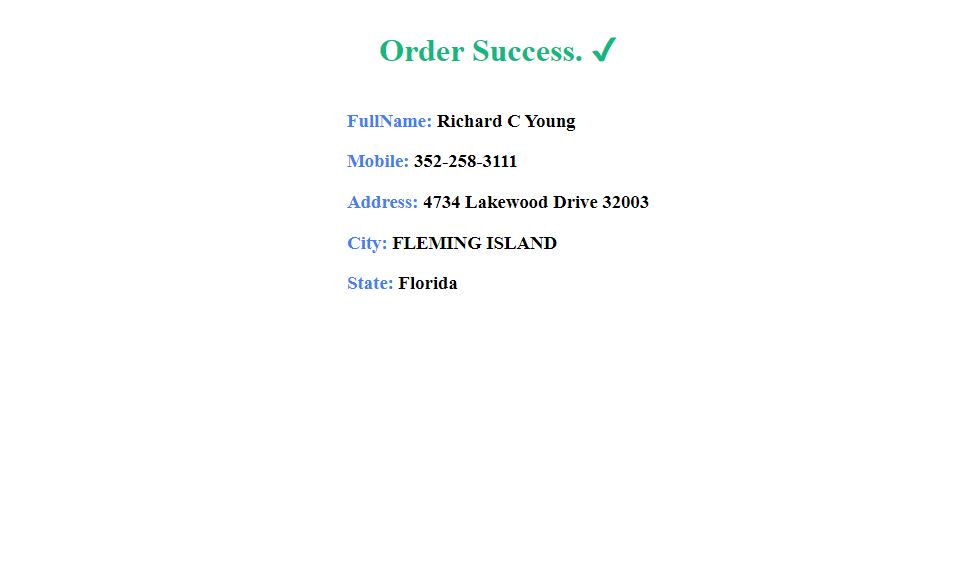 Order Success. ✓
FullName: Richard C Young
Mobile: 352-258-3111
Address: 4734 Lakewood Drive 32003
City: FLEMING ISLAND
State: Florida